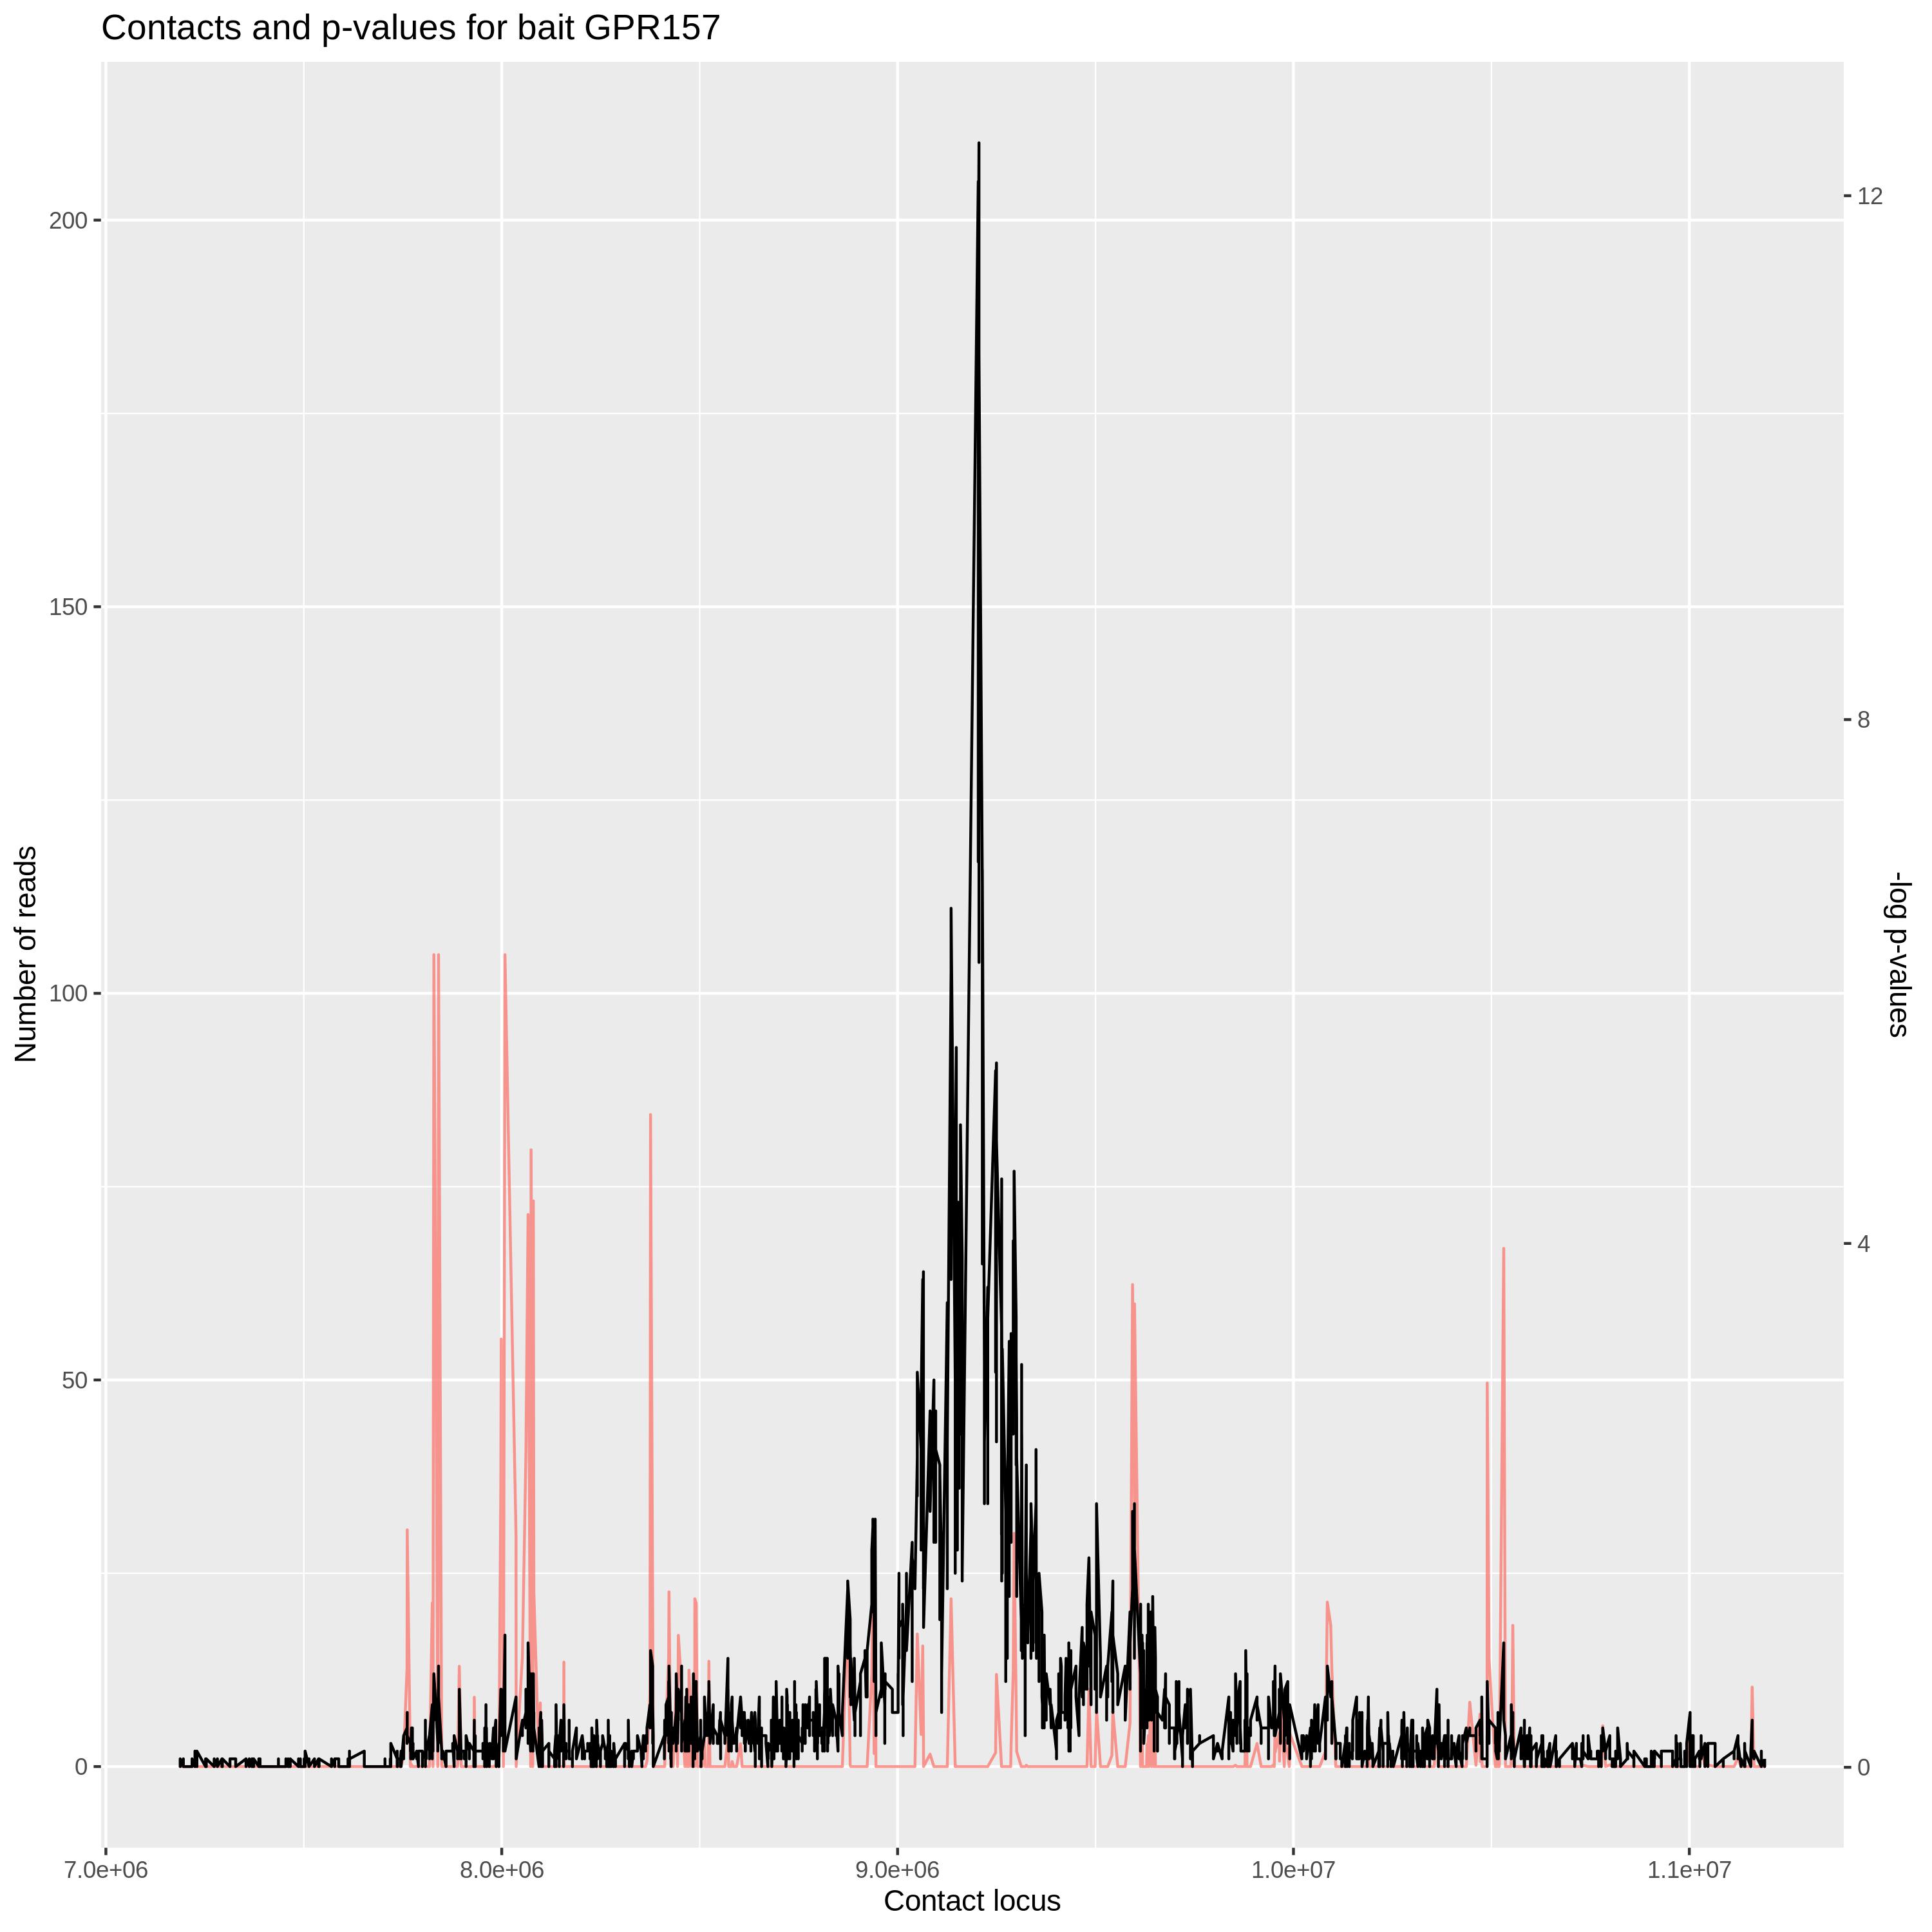 Contacts and p-values for bait GPR157
200
150
100
50
0
Number of reads
12
8
4
0
-log p-values
7.0e+06 8.0e+06 9.0e+06 1.0e+07 1.1e+07
Contact locus